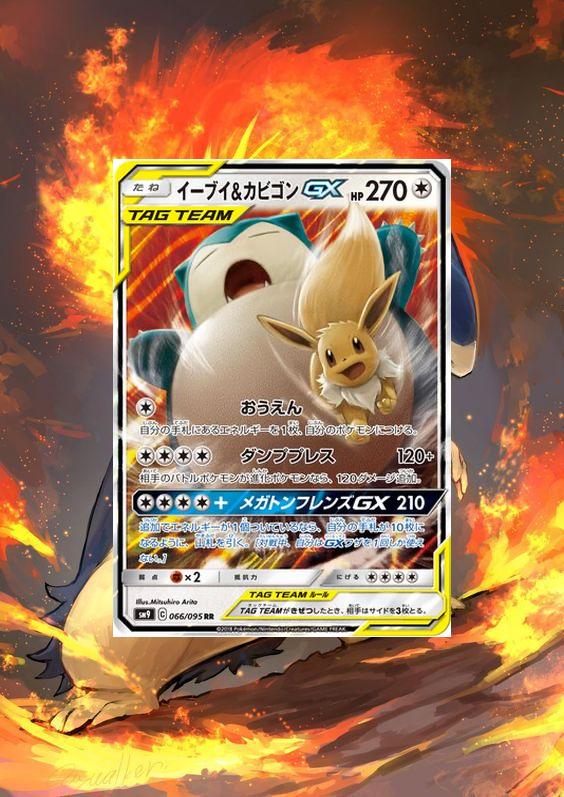 たね イーブイ&カビゴンGX HP270
TAG TEAM
おうえん
自分の手札にあるエネルギーを1枚、自分のポケモンにつける。
ダンププレス 120+
相手のバトルポケモンが進化ポケモンなら、120ダメージ追加。
+ メガトンフレンズGX 210
追加でエネルギーが1個ついているなら、自分の手札が10枚に
なるように、山札を引く。[対戦中、自分はGXワザを1回しか使え
ない。]
弱点 ×2 抵抗力 にげる
Illus.Mitsuhiro Arita
TAG TEAM ルール
TAG TEAMがきぜつしたとき、相手はサイドを3枚とる。
sm9 C 066/095 RR
©2018 Pokémon/Nintendo/Creatures/GAME FREAK.